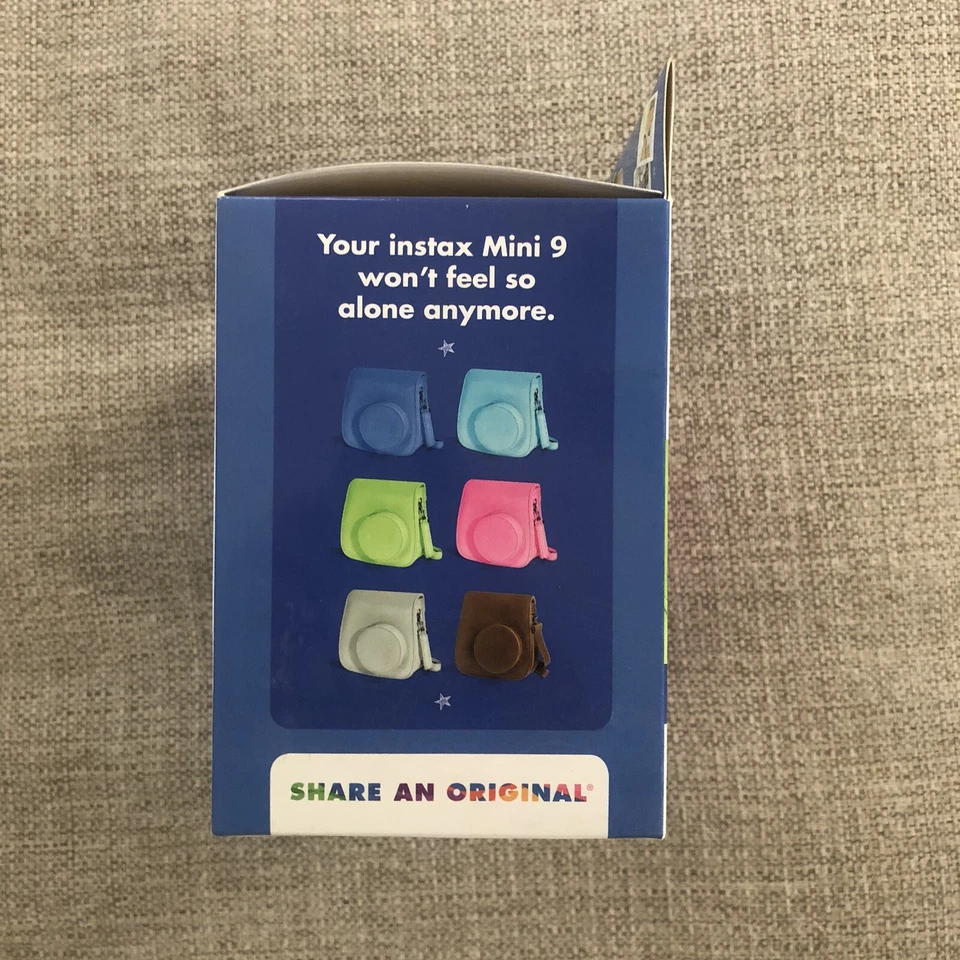 Your instax Mini 9
won't feel so
alone anymore.
SHARE AN ORIGINAL®